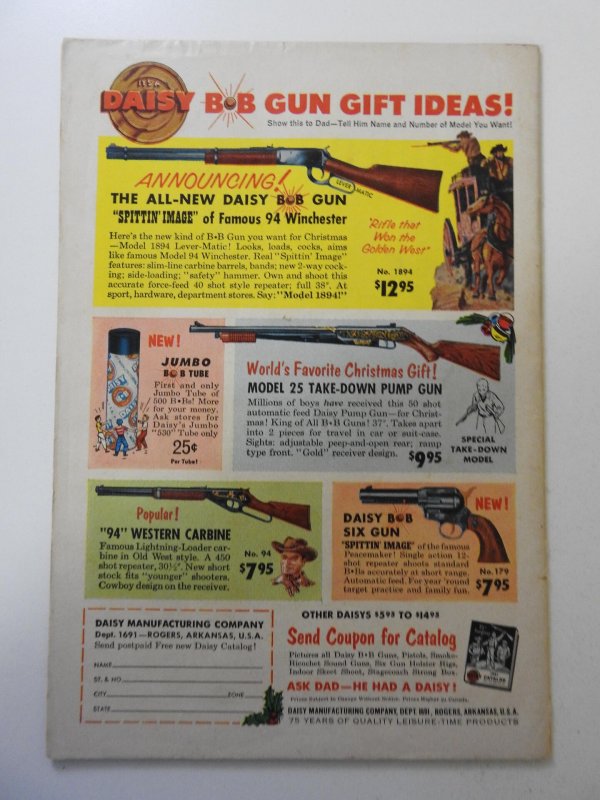 It's a
DAISY B•B GUN GIFT IDEAS!
Show this to Dad—Tell Him Name and Number of Model You Want!
LEVER MATIC
ANNOUNCING!
THE ALL-NEW DAISY B•B GUN
"SPITTIN' IMAGE" of Famous 94 Winchester
Here's the new kind of B•B Gun you want for Christmas
—Model 1894 Lever-Matic! Looks, loads, cocks, aims
like famous Model 94 Winchester. Real "Spittin' Image"
features: slim-line carbine barrels, bands; new 2-way cock-
ing; side-loading; "safety" hammer. Own and shoot this
accurate force-feed 40 shot style repeater; full 38". At
sport, hardware, department stores. Say: "Model 1894!"
"Rifle that
Won the
Golden West"
No. 1894
$12.95
NEW!
JUMBO
B•B TUBE
First and only
Jumbo Tube of
500 B•Bs! More
for your money.
Ask stores for
Daisy's Jumbo
"530" Tube only
25¢
Per Tube!
World's Favorite Christmas Gift!
MODEL 25 TAKE-DOWN PUMP GUN
Millions of boys have received this 50 shot
automatic feed Daisy Pump Gun—for Christ-
mas! King of All B•B Guns! 37". Takes apart
into 2 pieces for travel in car or suit-case.
Sights: adjustable peep-and-open rear; ramp
type front. "Gold" receiver design.
$9.95
SPECIAL
TAKE-DOWN
MODEL
Popular!
"94" WESTERN CARBINE
Famous Lightning-Loader car-
bine in Old West style. A 450
shot repeater, 30½". New short
stock fits "younger" shooters.
Cowboy design on the receiver.
No. 94
$7.95
NEW!
DAISY B•B
SIX GUN
"SPITTIN' IMAGE" of the famous
Peacemaker! Single action 12-
shot repeater shoots standard
B•Bs accurately at short range.
Automatic feed. For year 'round
target practice and family fun.
No. 179
$7.95
DAISY MANUFACTURING COMPANY
Dept. 1691—ROGERS, ARKANSAS, U.S.A.
Send postpaid Free new Daisy Catalog!
NAME
ST. & NO
CITY ZONE
STATE
OTHER DAISYS $5.95 TO $14.95
Send Coupon for Catalog
Pictures all Daisy B•B Guns, Pistols, Smoke-
Ricochet Sound Guns, Six Gun Holster Rigs,
Indoor Skeet Shoot, Stagecoach Strong Box.
ASK DAD—HE HAD A DAISY!
Prices Subject to Change Without Notice. Prices Higher in Canada.
DAISY MANUFACTURING COMPANY, DEPT. 1691, ROGERS, ARKANSAS, U.S.A.
75 YEARS OF QUALITY LEISURE-TIME PRODUCTS
CATALOG